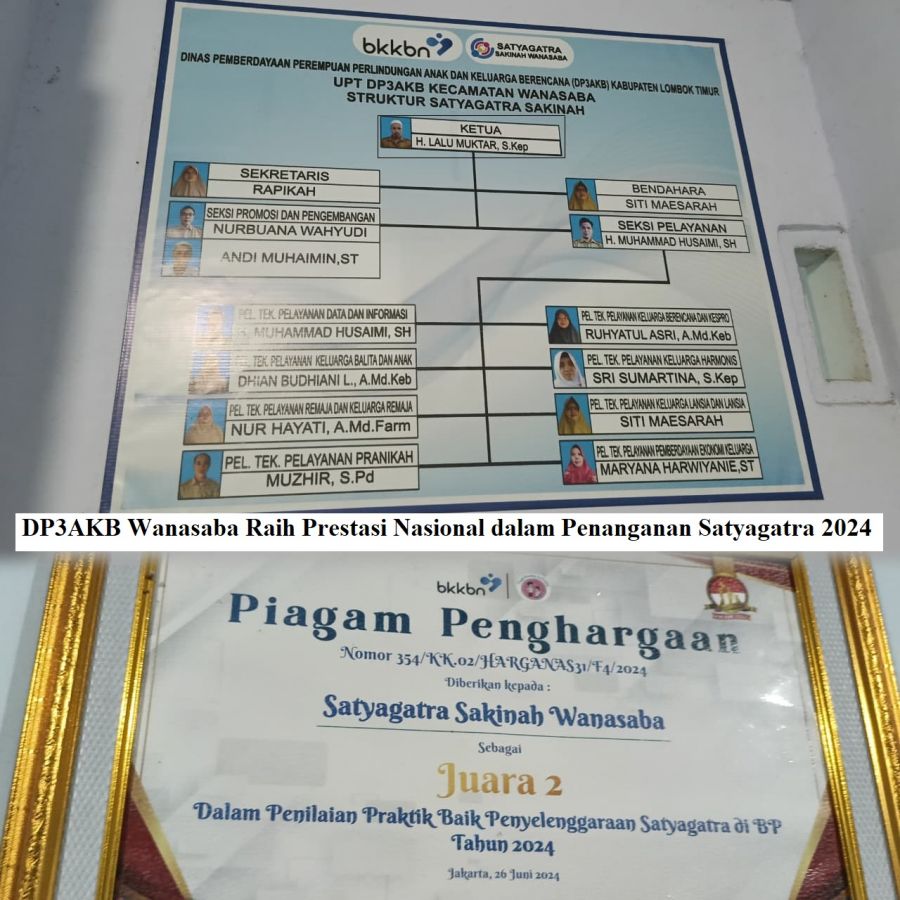 bkkbn
SATYAGATRA
SAKINAH WANASABA
DINAS PEMBERDAYAAN PEREMPUAN PERLINDUNGAN ANAK DAN KELUARGA BERENCANA (DP3AKB) KABUPATEN LOMBOK TIMUR
UPT DP3AKB KECAMATAN WANASABA
STRUKTUR SATYAGATRA SAKINAH
KETUA
H. LALU MUKTAR, S.Kep
SEKRETARIS
RAPIKAH
BENDAHARA
SITI MAESARAH
SEKSI PROMOSI DAN PENGEMBANGAN
NURBUANA WAHYUDI
ANDI MUHAIMIN,ST
SEKSI PELAYANAN
H. MUHAMMAD HUSAIMI, SH
PEL. TEK. PELAYANAN DATA DAN INFORMASI
H. MUHAMMAD HUSAIMI, SH
PEL. TEK. PELAYANAN KELUARGA BERENCANA DAN KESPRO
RUHYATUL ASRI, A.Md.Keb
PEL. TEK. PELAYANAN KELUARGA BALITA DAN ANAK
DHIAN BUDHIANI L., A.Md.Keb
PEL. TEK. PELAYANAN KELUARGA HARMONIS
SRI SUMARTINA, S.Kep
PEL. TEK. PELAYANAN REMAJA DAN KELUARGA REMAJA
NUR HAYATI, A.Md.Farm
PEL. TEK. PELAYANAN KELUARGA LANSIA DAN LANSIA
SITI MAESARAH
PEL. TEK. PELAYANAN PRANIKAH
MUZHIR, S.Pd
PEL. TEK. PELAYANAN PEMBERDAYAAN EKONOMI KELUARGA
MARYANA HARWIYANIE,ST
DP3AKB Wanasaba Raih Prestasi Nasional dalam Penanganan Satyagatra 2024
bkkbn
Piagam Penghargaan
Nomor 354/KK.02/HARGANAS31/F4/2024
Diberikan kepada :
Satyagatra Sakinah Wanasaba
Sebagai
Juara 2
Dalam Penilaian Praktik Baik Penyelenggaraan Satyagatra di BP
Tahun 2024
Jakarta, 26 Juni 2024